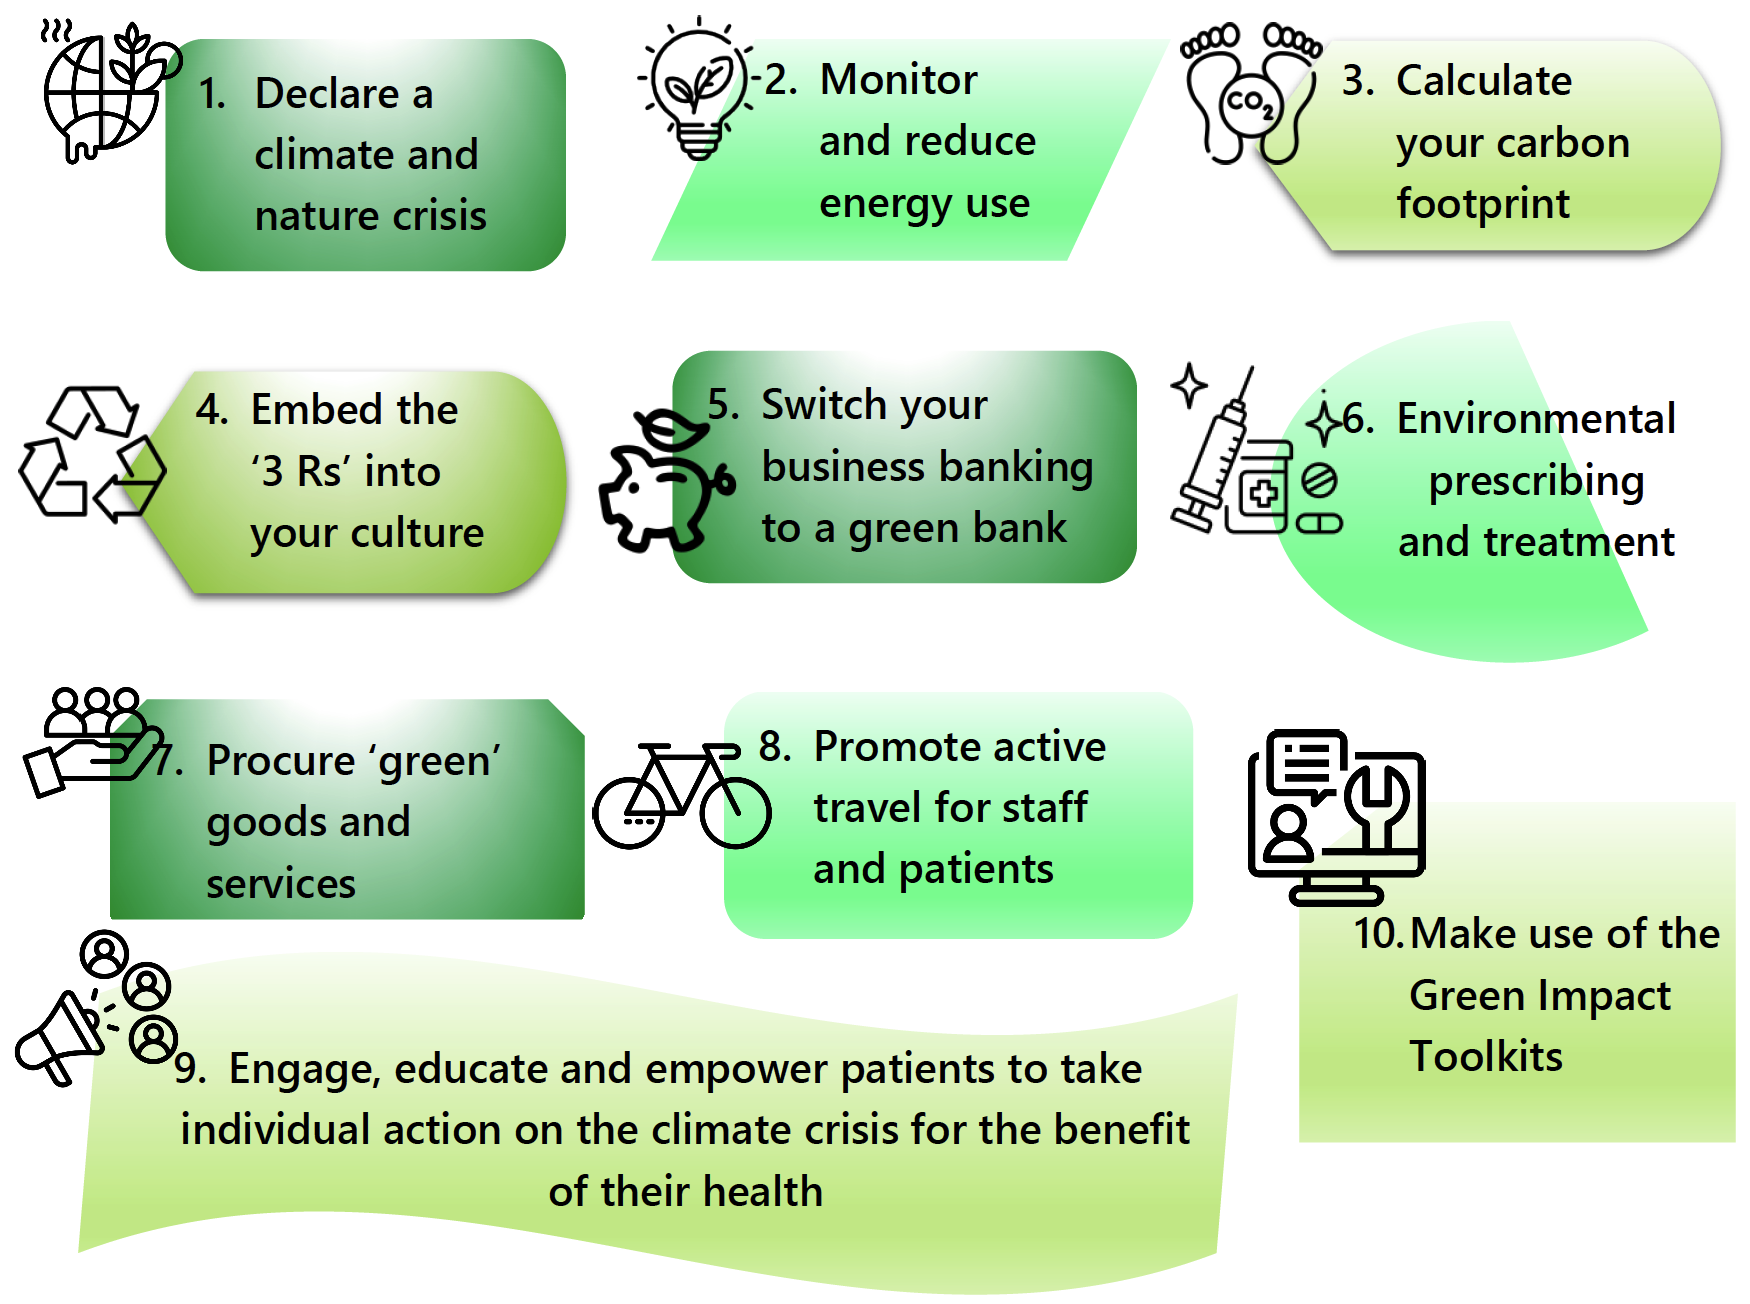 1. Declare a
climate and
nature crisis
2. Monitor
and reduce
energy use
CO2
3. Calculate
your carbon
footprint
4. Embed the
‘3 Rs’ into
your culture
5. Switch your
business banking
to a green bank
6. Environmental
prescribing
and treatment
7. Procure ‘green’
goods and
services
8. Promote active
travel for staff
and patients
9. Engage, educate and empower patients to take
individual action on the climate crisis for the benefit
of their health
10. Make use of the
Green Impact
Toolkits